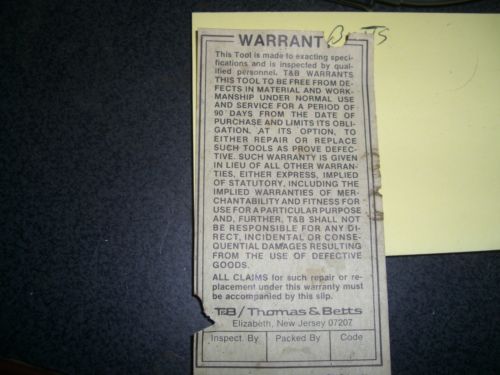 WARRANT
This Tool is made to exacting speci-
fications and is inspected by qual-
ified personnel. T&B WARRANTS
THIS TOOL TO BE FREE FROM DE-
FECTS IN MATERIAL AND WORK-
MANSHIP UNDER NORMAL USE
AND SERVICE FOR A PERIOD OF
90 DAYS FROM THE DATE OF
PURCHASE AND LIMITS ITS OBLI-
GATION, AT ITS OPTION, TO
EITHER REPAIR OR REPLACE
SUCH TOOLS AS PROVE DEFEC-
TIVE. SUCH WARRANTY IS GIVEN
IN LIEU OF ALL OTHER WARRAN-
TIES, EITHER EXPRESS, IMPLIED
OF STATUTORY, INCLUDING THE
IMPLIED WARRANTIES OF MER-
CHANTABILITY AND FITNESS FOR
USE FOR A PARTICULAR PURPOSE
AND, FURTHER, T&B SHALL NOT
BE RESPONSIBLE FOR ANY DI-
RECT, INCIDENTAL OR CONSE-
QUENTIAL DAMAGES RESULTING
FROM THE USE OF DEFECTIVE
GOODS.
ALL CLAIMS for such repair or re-
placement under this warranty must
be accompanied by this slip.
T&B/Thomas & Betts
Elizabeth, New Jersey 07207
Inspect. By Packed By Code